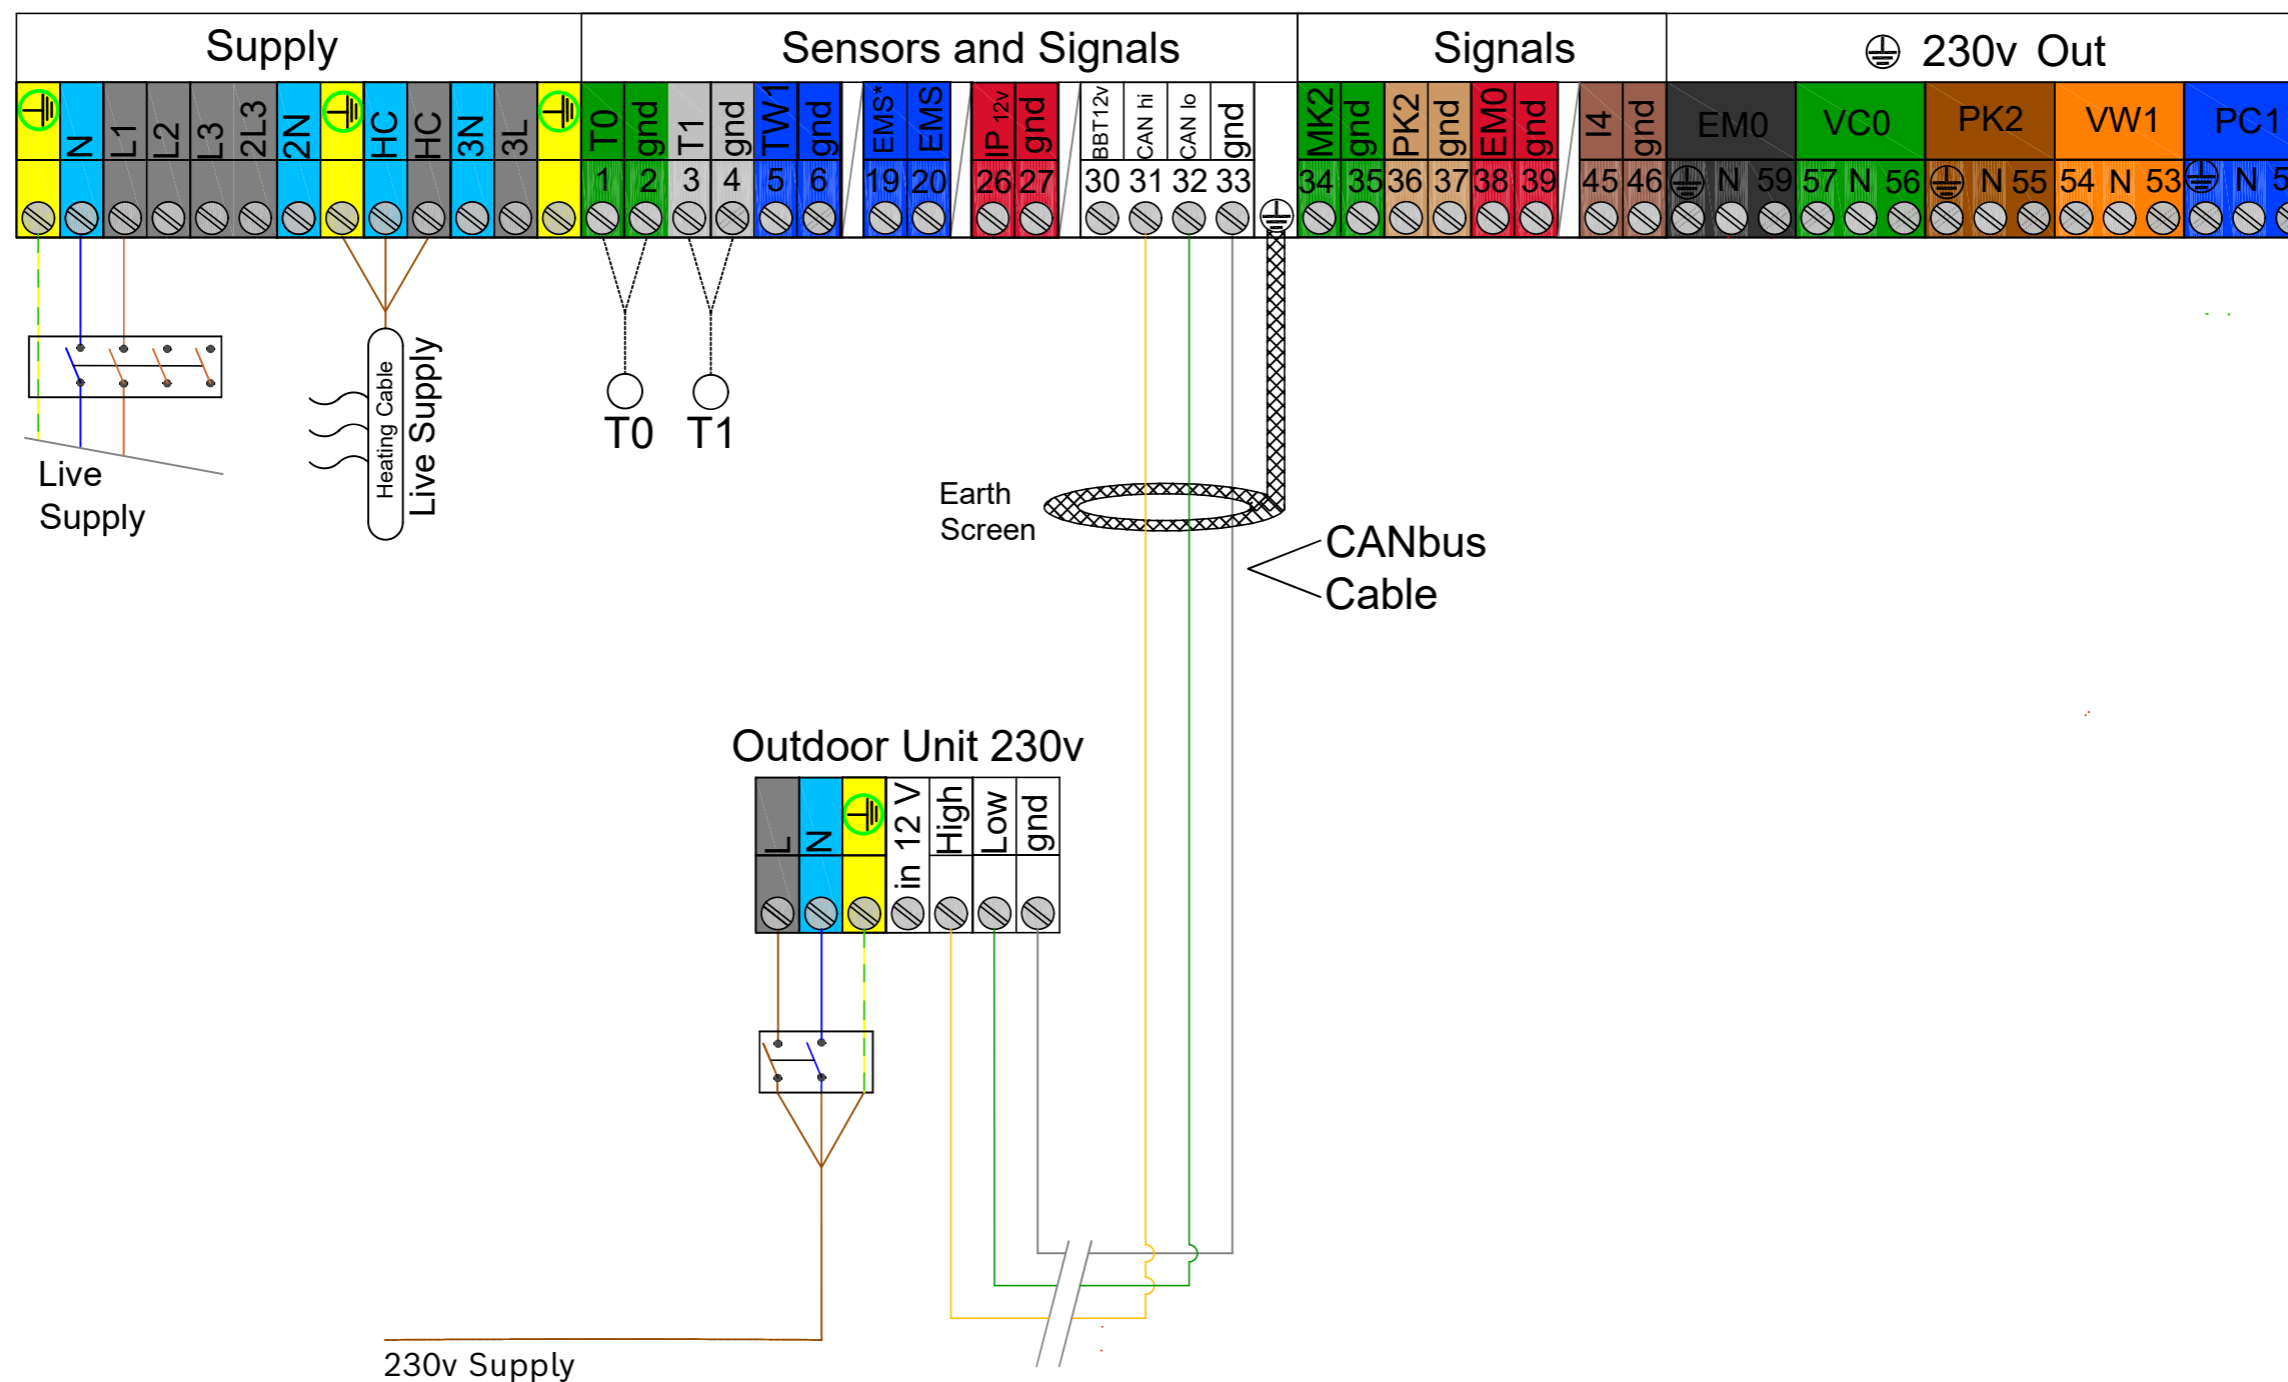 Supply
Sensors and Signals
Signals
230v Out
N L1 L2 L3 2L3 2N HC HC 3N 3L T0 gnd T1 gnd TW1 gnd EMS* EMS IP 12v gnd BBT12v CAN hi CAN lo gnd MK2 gnd PK2 gnd EM0 gnd I4 gnd EM0 VC0 PK2 VW1 PC1
1 2 3 4 5 6 19 20 26 27 30 31 32 33 34 35 36 37 38 39 45 46 N 59 57 N 56 N 55 54 N 53 N
Live
Supply
Heating Cable
Live Supply
T0
T1
Earth
Screen
CANbus
Cable
Outdoor Unit 230v
L N in 12 V High Low gnd
230v Supply